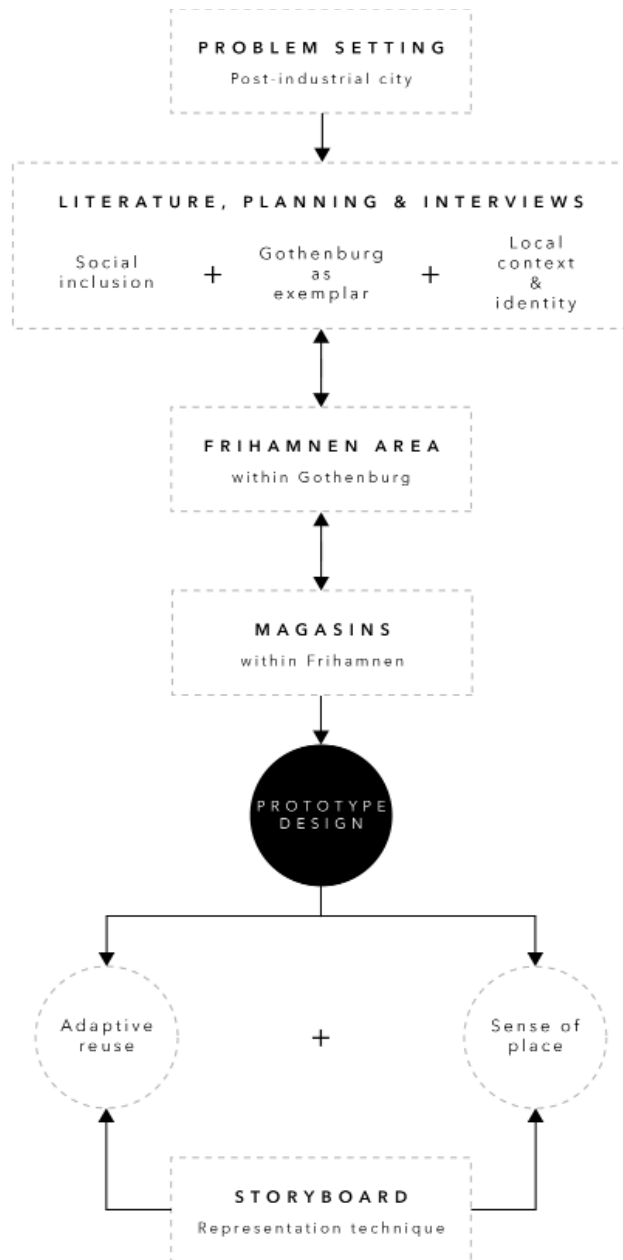 PROBLEM SETTING
Post-industrial city
LITERATURE, PLANNING & INTERVIEWS
Social
inclusion
+
Gothenburg
as
exemplar
+
Local
context
&
identity
FRIHAMNEN AREA
within Gothenburg
MAGASINS
within Frihamnen
PROTOTYPE
DESIGN
Adaptive
reuse
+
Sense of
place
STORYBOARD
Representation technique